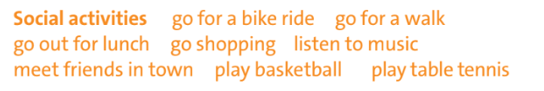 Social activities go for a bike ride go for a walk
go out for lunch go shopping listen to music
meet friends in town play basketball play table tennis